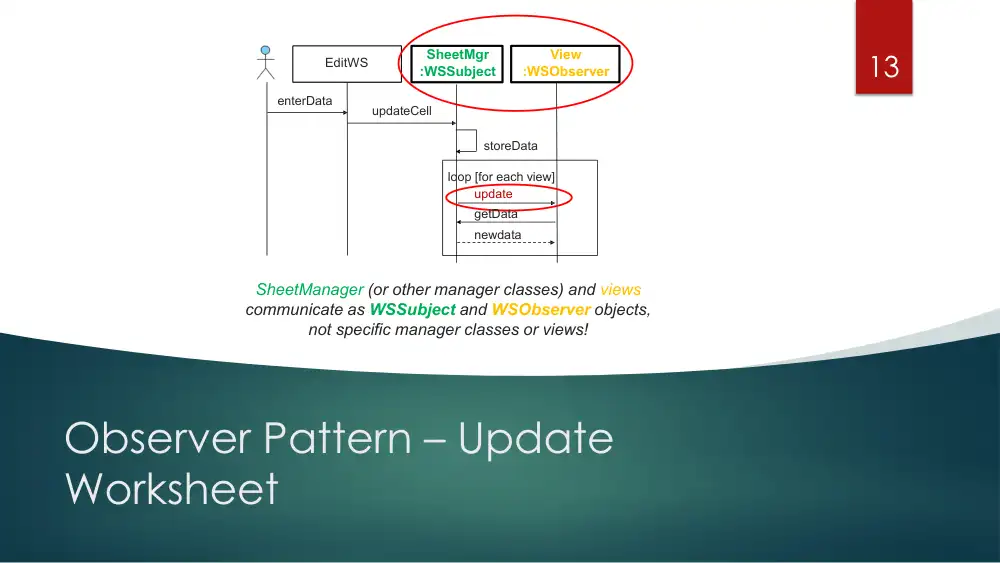 13
EditWS
SheetMgr
:WSSubject
View
:WSObserver
enterData
updateCell
storeData
loop [for each view]
update
getData
newdata
SheetManager (or other manager classes) and views
communicate as WSSubject and WSObserver objects,
not specific manager classes or views!
Observer Pattern – Update
Worksheet